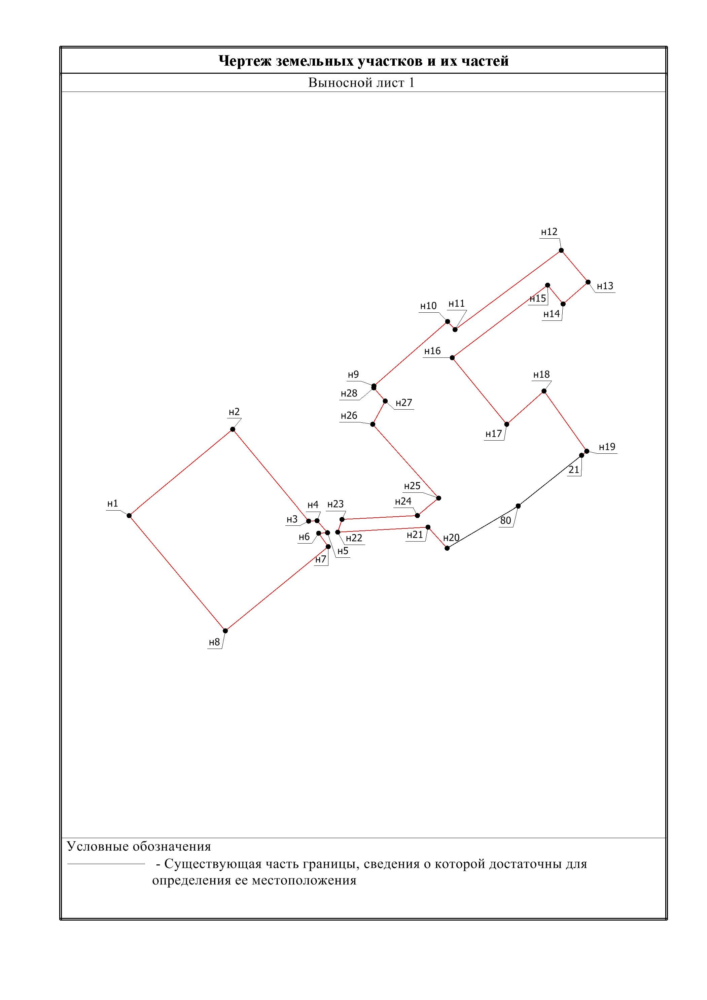 Чертеж земельных участков и их частей
Выносной лист 1
н12
н13
н15
н14
н10
н11
н16
н9
н28
н18
н27
н26
н2
н17
н19
21
н25
н1
н4
н23
н24
н3
80
н6
н22
н21
н20
н5
н7
н8
Условные обозначения
- Существующая часть границы, сведения о которой достаточны для
определения ее местоположения